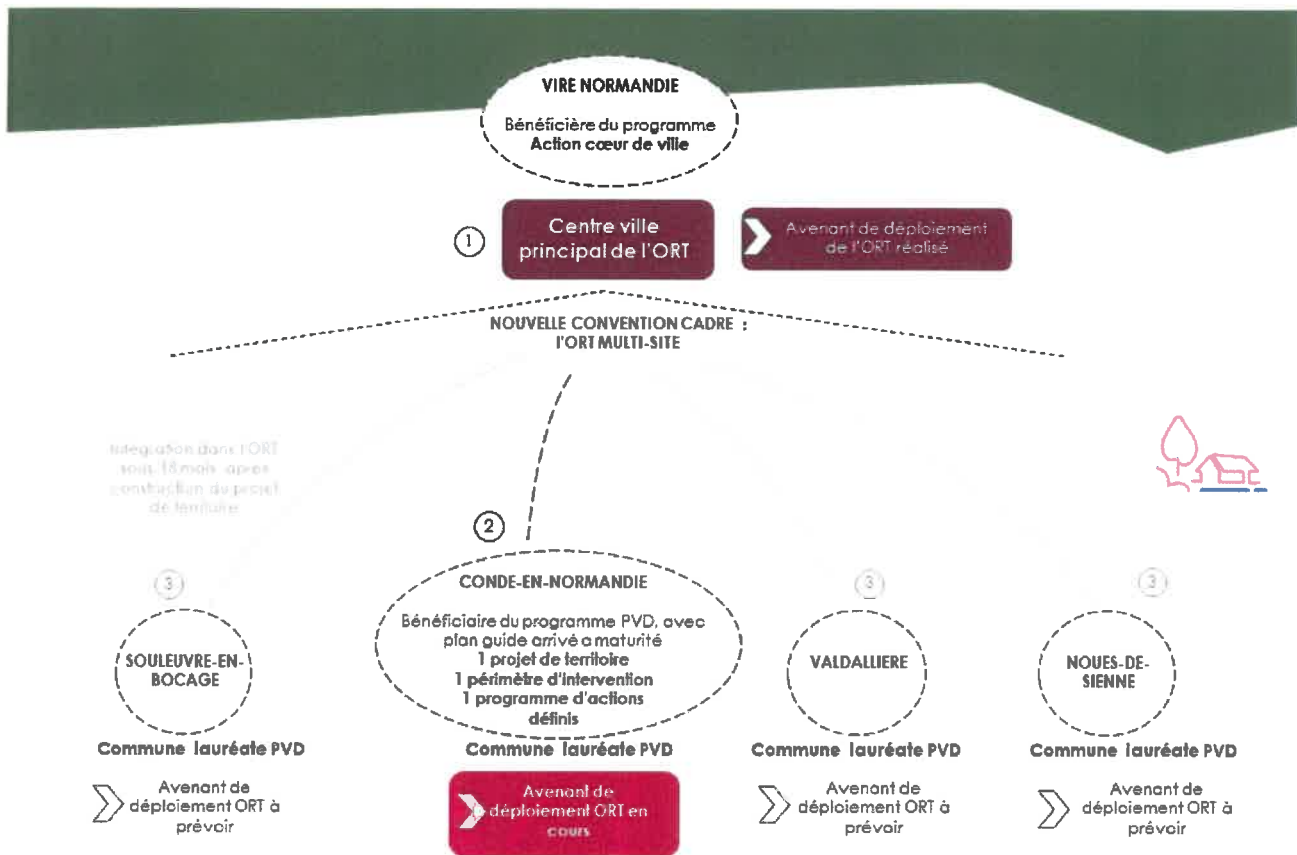 VIRE NORMANDIE
Bénéficière du programme
Action cœur de ville
1
Centre ville
principal de l'ORT
Avenant de déploiement
de l'ORT réalisé
NOUVELLE CONVENTION CADRE :
l'ORT MULTI-SITE
Intégration dans l'ORT
sous 18 mois après
construction du projet
de territoire
2
3
SOULEUVRE-EN-
BOCAGE
Commune lauréate PVD
Avenant de
déploiement ORT à
prévoir
CONDE-EN-NORMANDIE
Bénéficiaire du programme PVD, avec
plan guide arrivé a maturité
1 projet de territoire
1 périmètre d'intervention
1 programme d'actions
définis
Commune lauréate PVD
Avenant de
déploiement ORT en
cours
3
VALDALLIERE
Commune lauréate PVD
Avenant de
déploiement ORT à
prévoir
3
NOUES-DE-
SIENNE
Commune lauréate PVD
Avenant de
déploiement ORT à
prévoir